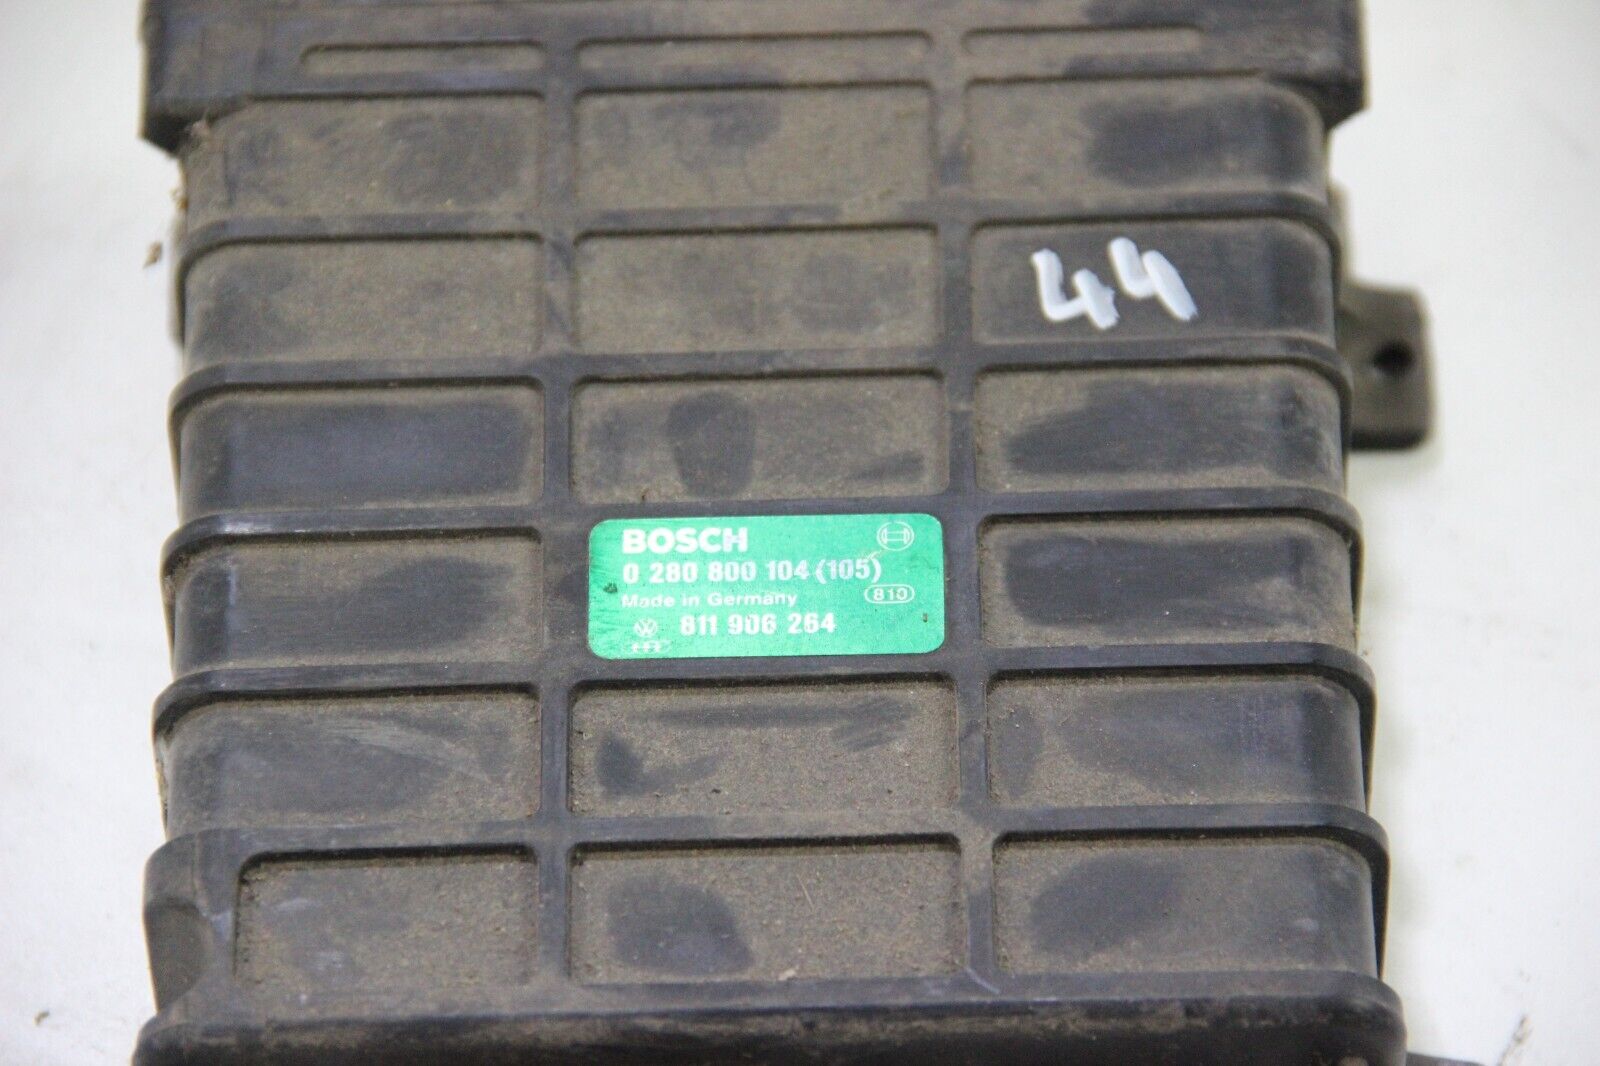 44
BOSCH
0 280 800 104 (105)
Made in Germany 810
811 906 264